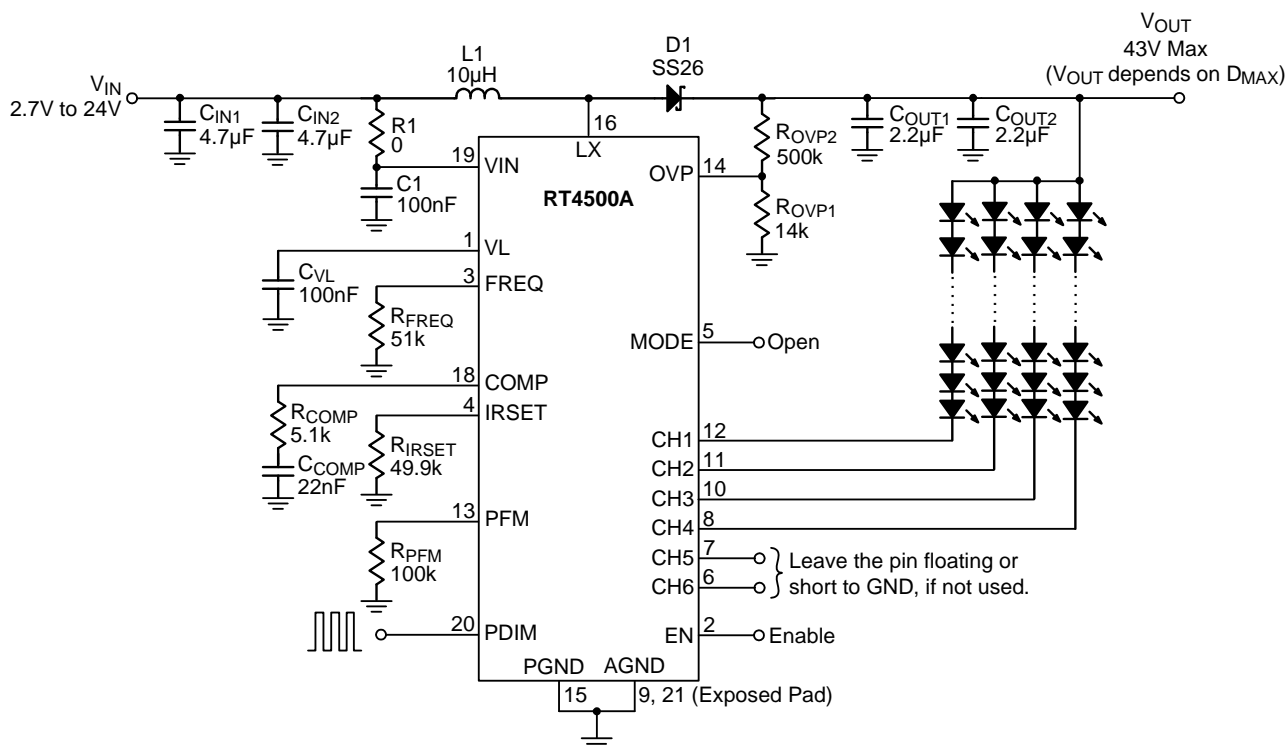 VOUT
43V Max
(VOUT depends on DMAX)
D1
SS26
L1
10µH
VIN
2.7V to 24V
CIN1
4.7µF
CIN2
4.7µF
R1
0
16
LX
ROVP2
500k
COUT1
2.2µF
COUT2
2.2µF
19
VIN
C1
100nF
RT4500A
OVP
14
ROVP1
14k
1
VL
CVL
100nF
3
FREQ
RFREQ
51k
MODE
5
Open
18
COMP
RCOMP
5.1k
CCOMP
22nF
4
IRSET
RIRSET
49.9k
CH1
12
CH2
11
CH3
10
CH4
8
CH5
7
CH6
6
Leave the pin floating or
short to GND, if not used.
13
PFM
RPFM
100k
20
PDIM
EN
2
Enable
PGND
AGND
15
9, 21 (Exposed Pad)